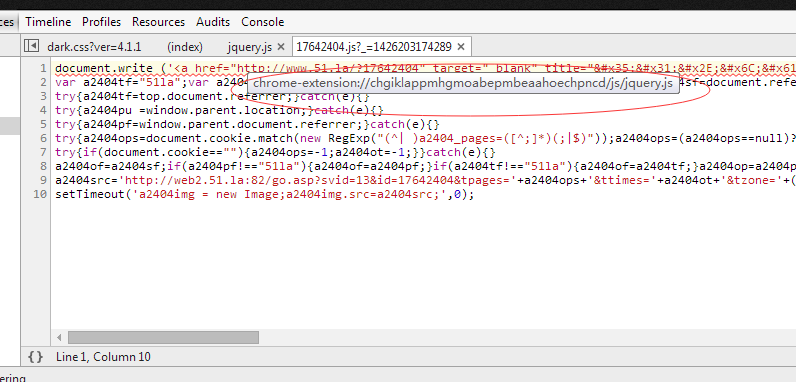 ces Timeline Profiles Resources Audits Console
dark.css?ver=4.1.1 (index) jquery.js × 17642404.js?_=1426203174289 ×
1 document.write ('<a href="http://www.51.la/?17642404" target="_blank" title="&#x35;&#x31;&#x2E;&#x6C;&#x61
chrome-extension://chgiklappmhgmoabepmbeaahoechpncd/js/jquery.js
2 var a2404tf="51la";var a240 sf=document.refe
3 try{a2404tf=top.document.referrer;}catch(e){}
4 try{a2404pu =window.parent.location;}catch(e){}
5 try{a2404pf=window.parent.document.referrer;}catch(e){}
6 try{a2404ops=document.cookie.match(new RegExp("(^| )a2404_pages=([^;]*)(;|$)"));a2404ops=(a2404ops==null)?
7 try{if(document.cookie==""){a2404ops=-1;a2404ot=-1;}}catch(e){}
8 a2404of=a2404sf;if(a2404pf!=="51la"){a2404of=a2404pf;}if(a2404tf!=="51la"){a2404of=a2404tf;}a2404op=a2404p
9 a2404src='http://web2.51.la:82/go.asp?svid=13&id=17642404&tpages='+a2404ops+'&ttimes='+a2404ot+'&tzone='+(
10 setTimeout('a2404img = new Image;a2404img.src=a2404src;',0);
{} Line 1, Column 10
ering